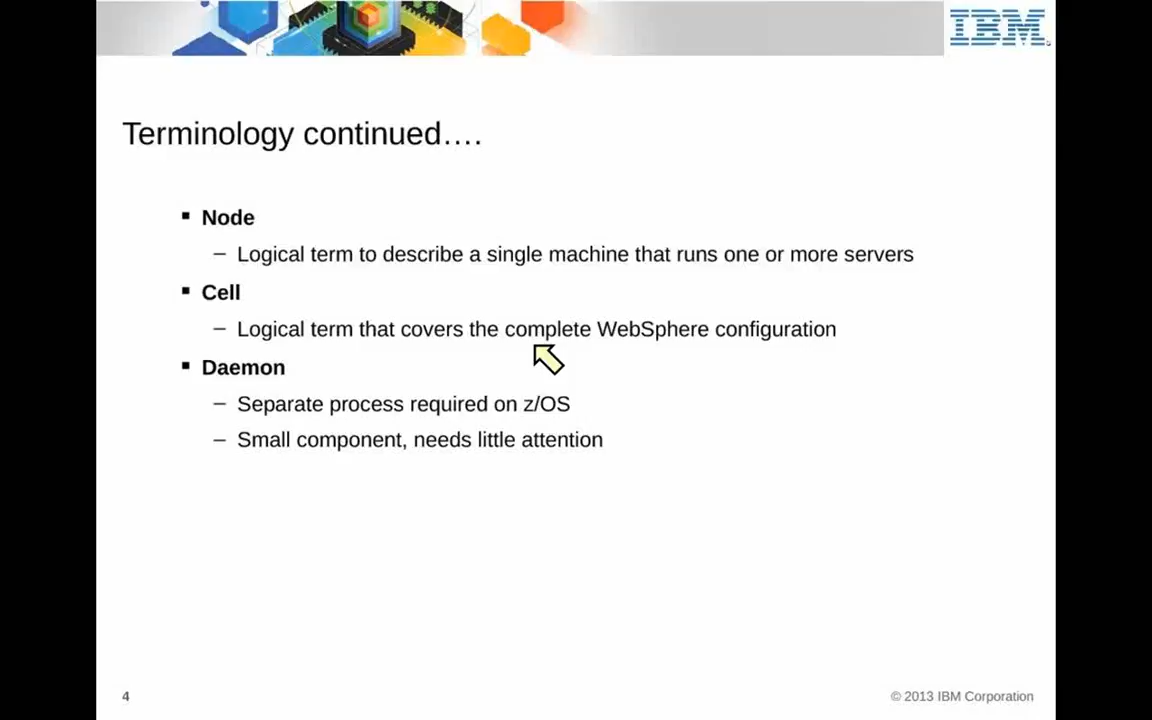 IBM
Terminology continued….
▪ Node
– Logical term to describe a single machine that runs one or more servers
▪ Cell
– Logical term that covers the complete WebSphere configuration
▪ Daemon
– Separate process required on z/OS
– Small component, needs little attention
4
© 2013 IBM Corporation